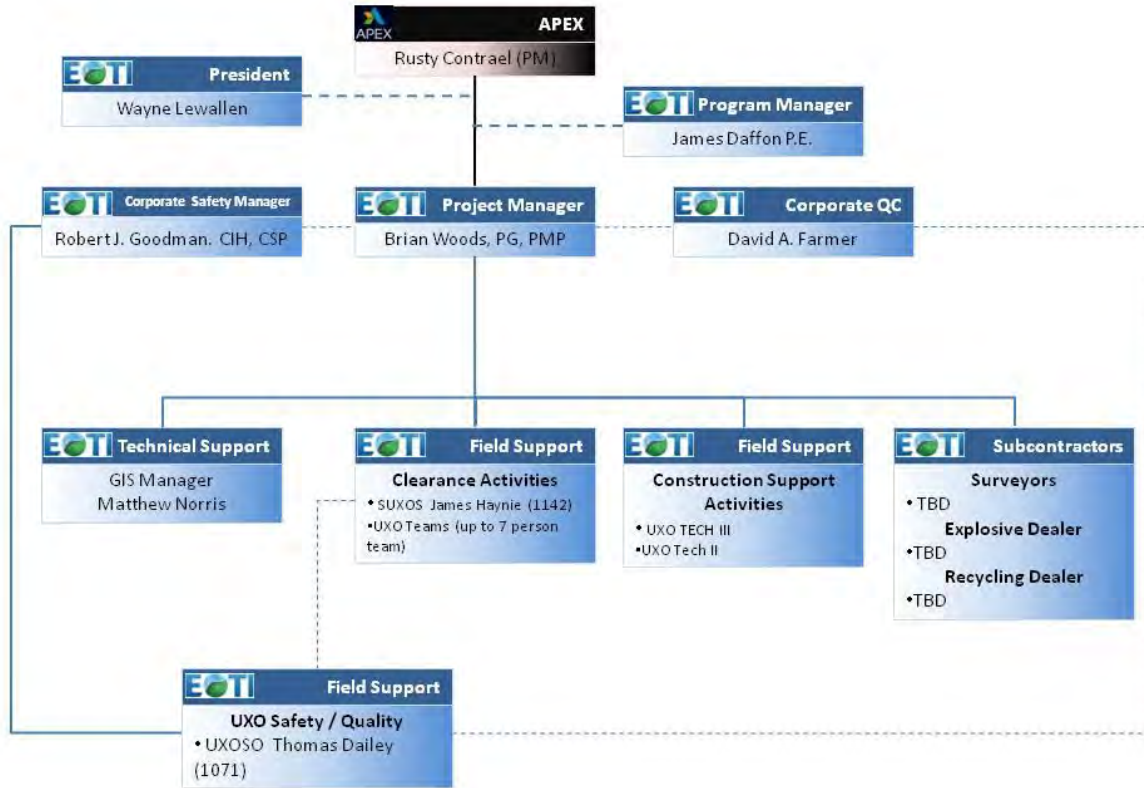 APEX
APEX
Rusty Contrael (PM)
EOTI President
Wayne Lewallen
EOTI Program Manager
James Daffon P.E.
EOTI Corporate Safety Manager
Robert J. Goodman. CIH, CSP
EOTI Project Manager
Brian Woods, PG, PMP
EOTI Corporate QC
David A. Farmer
EOTI Technical Support
GIS Manager
Matthew Norris
EOTI Field Support
Clearance Activities
• SUXOS James Haynie (1142)
•UXO Teams (up to 7 person
team)
EOTI Field Support
Construction Support
Activities
• UXO TECH III
•UXO Tech II
EOTI Subcontractors
Surveyors
• TBD
Explosive Dealer
•TBD
Recycling Dealer
•TBD
EOTI Field Support
UXO Safety / Quality
• UXOSO Thomas Dailey
(1071)